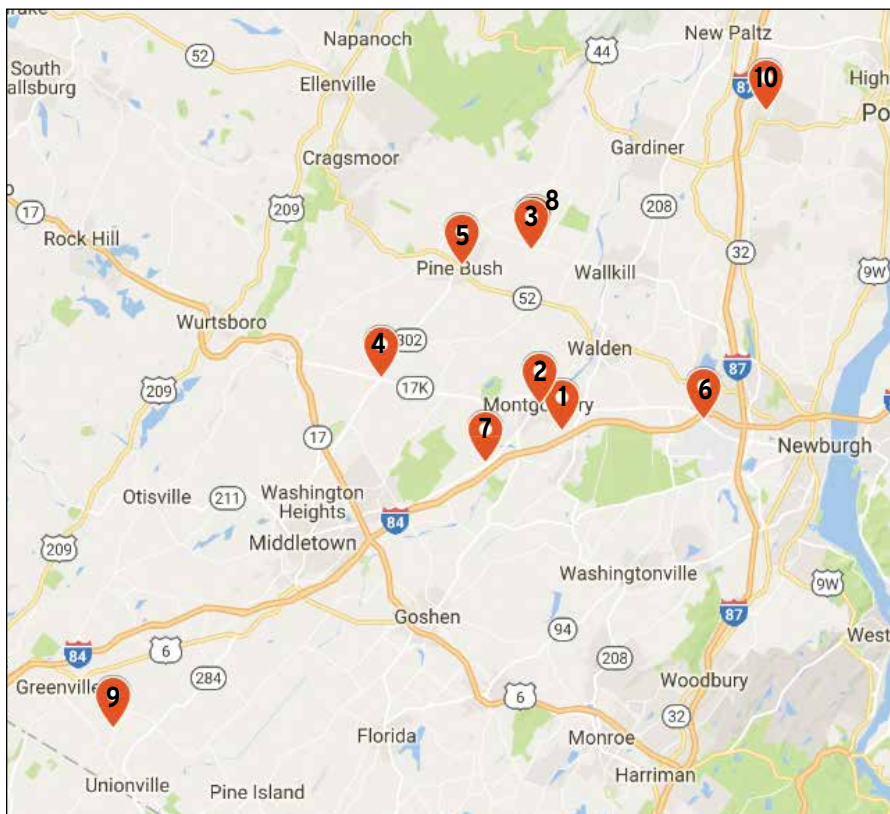 Napanoch
New Paltz
52
44
South
allsburg
Ellenville
87
10
High
Po
Cragsmoor
Gardiner
17
209
3
8
208
5
32
Rock Hill
Pine Bush
Wallkill
9W
52
Wurtsboro
302
4
Walden
87
17K
2
209
Montgomery
1
6
7
Newburgh
17
Otisville
211
Washington
Heights
84
209
Middletown
Washingtonville
9W
Goshen
87
94
West
84
6
208
284
Greenville
9
Woodbury
6
32
Florida
Monroe
Harriman
Unionville
Pine Island